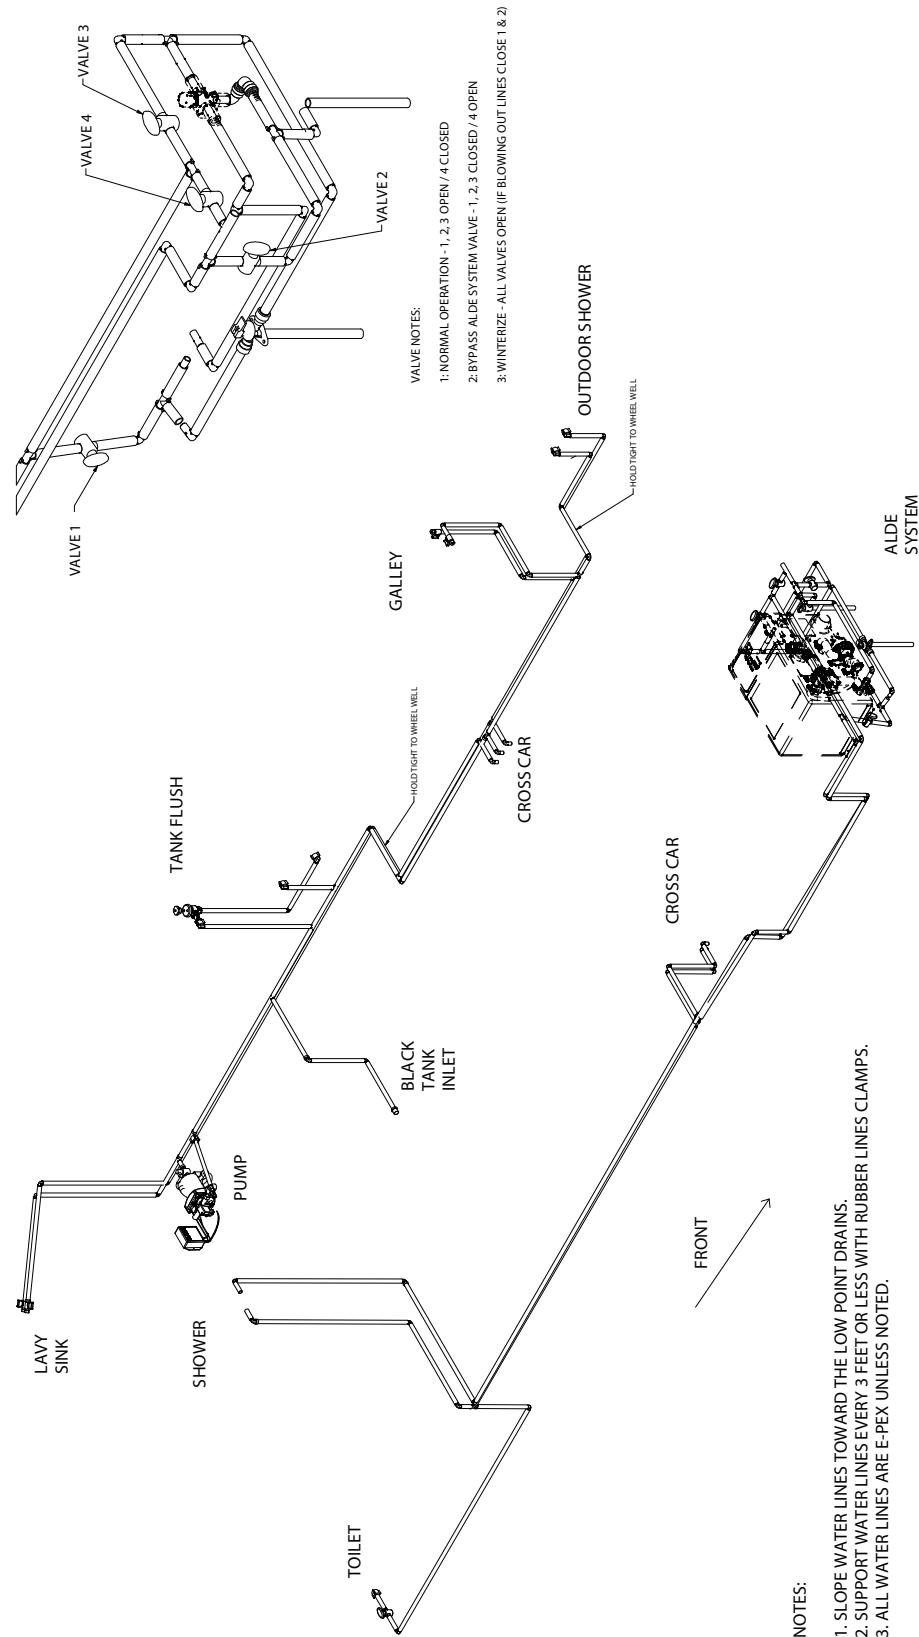 VALVE 1
VALVE 4
VALVE 3
VALVE 2
VALVE NOTES:
1: NORMAL OPERATION - 1, 2, 3 OPEN / 4 CLOSED
2: BYPASS ALDE SYSTEM VALVE - 1, 2, 3 CLOSED / 4 OPEN
3: WINTERIZE - ALL VALVES OPEN (IF BLOWING OUT LINES CLOSE 1 & 2)
LAVY
SINK
PUMP
TANK FLUSH
BLACK
TANK
INLET
HOLD TIGHT TO WHEEL WELL
GALLEY
OUTDOOR SHOWER
HOLD TIGHT TO WHEEL WELL
CROSS CAR
SHOWER
TOILET
CROSS CAR
ALDE
SYSTEM
FRONT
NOTES:
1. SLOPE WATER LINES TOWARD THE LOW POINT DRAINS.
2. SUPPORT WATER LINES EVERY 3 FEET OR LESS WITH RUBBER LINES CLAMPS.
3. ALL WATER LINES ARE E-PEX UNLESS NOTED.